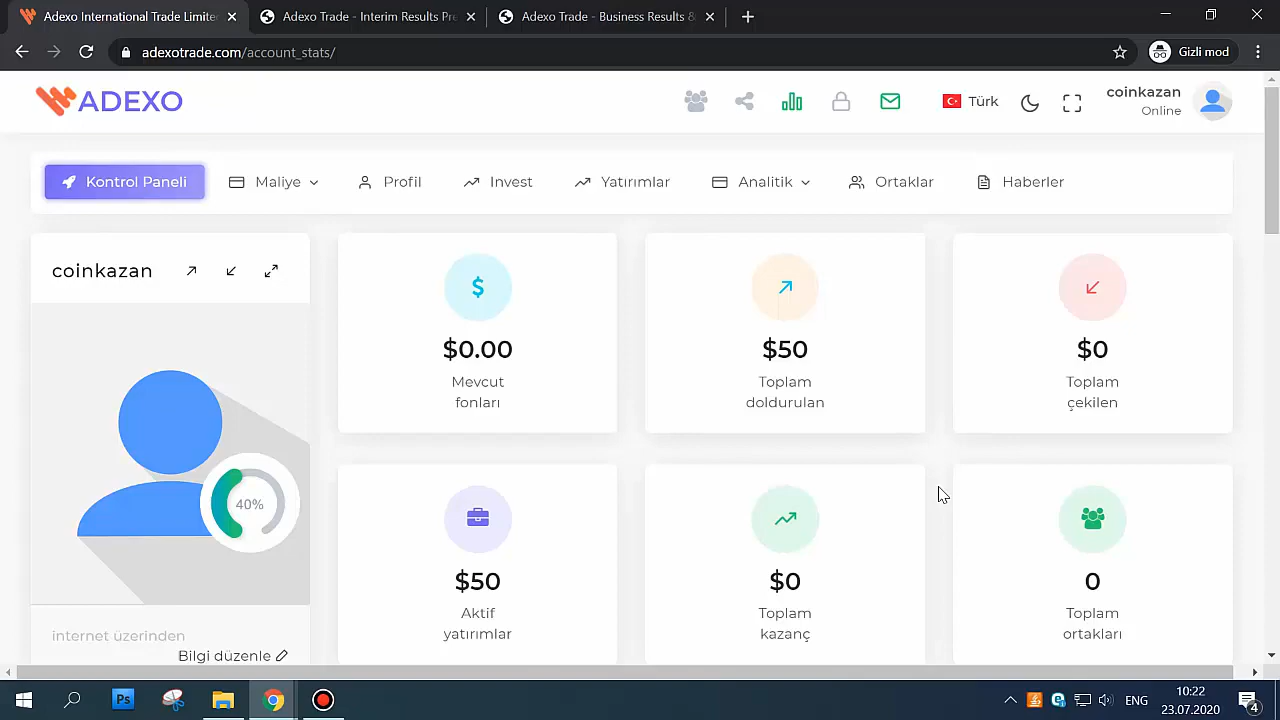 Adexo International Trade Limite
Adexo Trade - Interim Results Pre
Adexo Trade - Business Results &
adexotrade.com/account_stats/
Gizli mod
ADEXO
Türk
coinkazan
Online
Kontrol Paneli
Maliye
Profil
Invest
Yatırımlar
Analitik
Ortaklar
Haberler
coinkazan
40%
internet üzerinden
Bilgi düzenle
$
$0.00
Mevcut
fonları
$50
Toplam
doldurulan
$0
Toplam
çekilen
$50
Aktif
yatırımlar
$0
Toplam
kazanç
0
Toplam
ortakları
Ps
ENG
10:22
23.07.2020
4